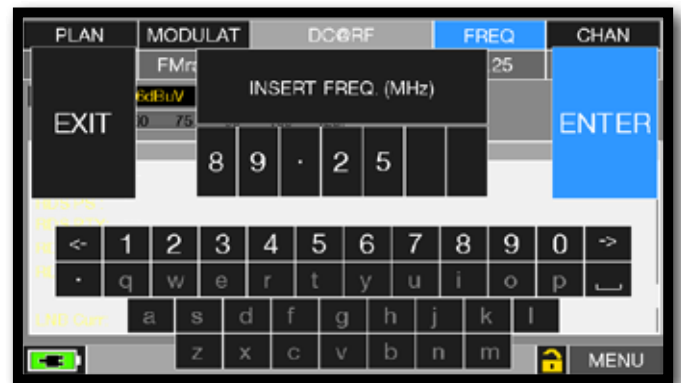 PLAN MODULAT DC@RF FREQ CHAN
FMra 25
EXIT INSERT FREQ. (MHz) ENTER
6dBuV
75
8 9 . 2 5
<- 1 2 3 4 5 6 7 8 9 0 ->
. q w e r t y u i o p
a s d f g h j k l
z x c v b n m
MENU